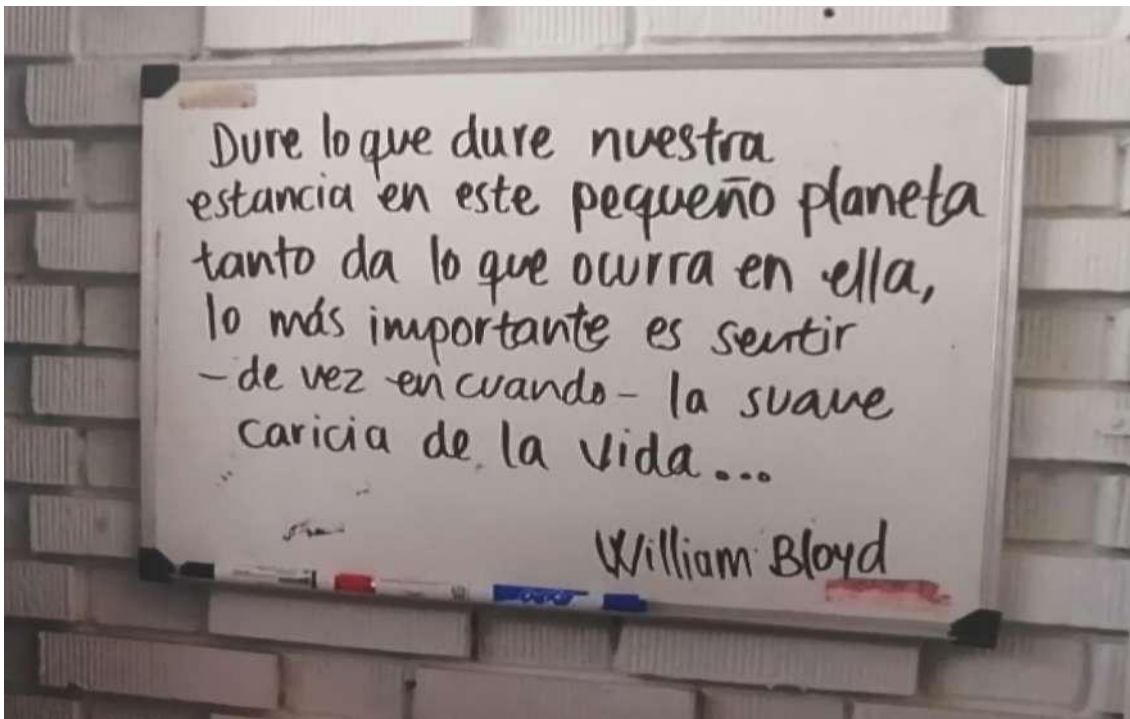 Dure lo que dure nuestra
estancia en este pequeño planeta
tanto da lo que ocurra en ella,
lo más importante es sentir
- de vez en cuando - la suave
caricia de la vida...
William Bloyd